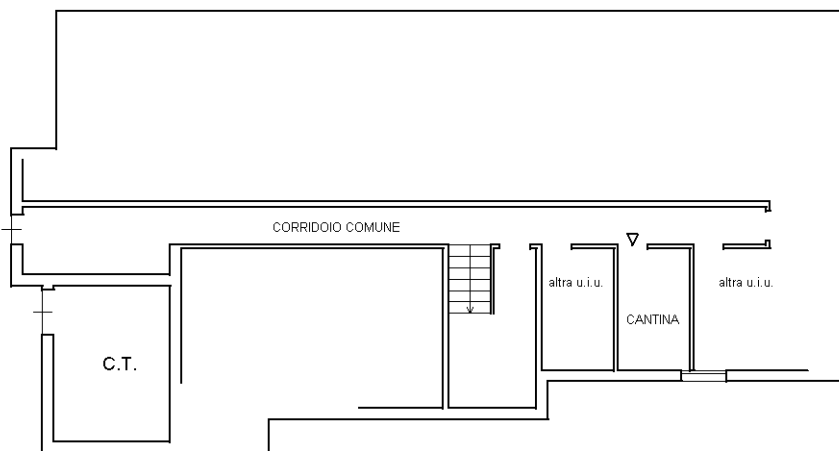 CORRIDOIO COMUNE
altra u.i.u.
altra u.i.u.
CANTINA
C.T.